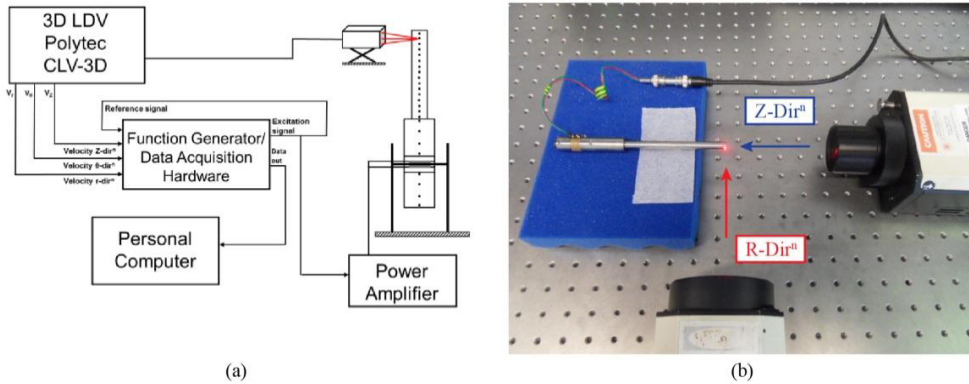 3D LDV
Polytec
CLV-3D
Vr
Vθ
Vz
Reference signal
Excitation
signal
Velocity Z-dirⁿ
Velocity θ-dirⁿ
Velocity r-dirⁿ
Function Generator/
Data Acquisition
Hardware
Data
out
Personal
Computer
Power
Amplifier
(a)
Z-Dirⁿ
R-Dirⁿ
CAUTION
(b)